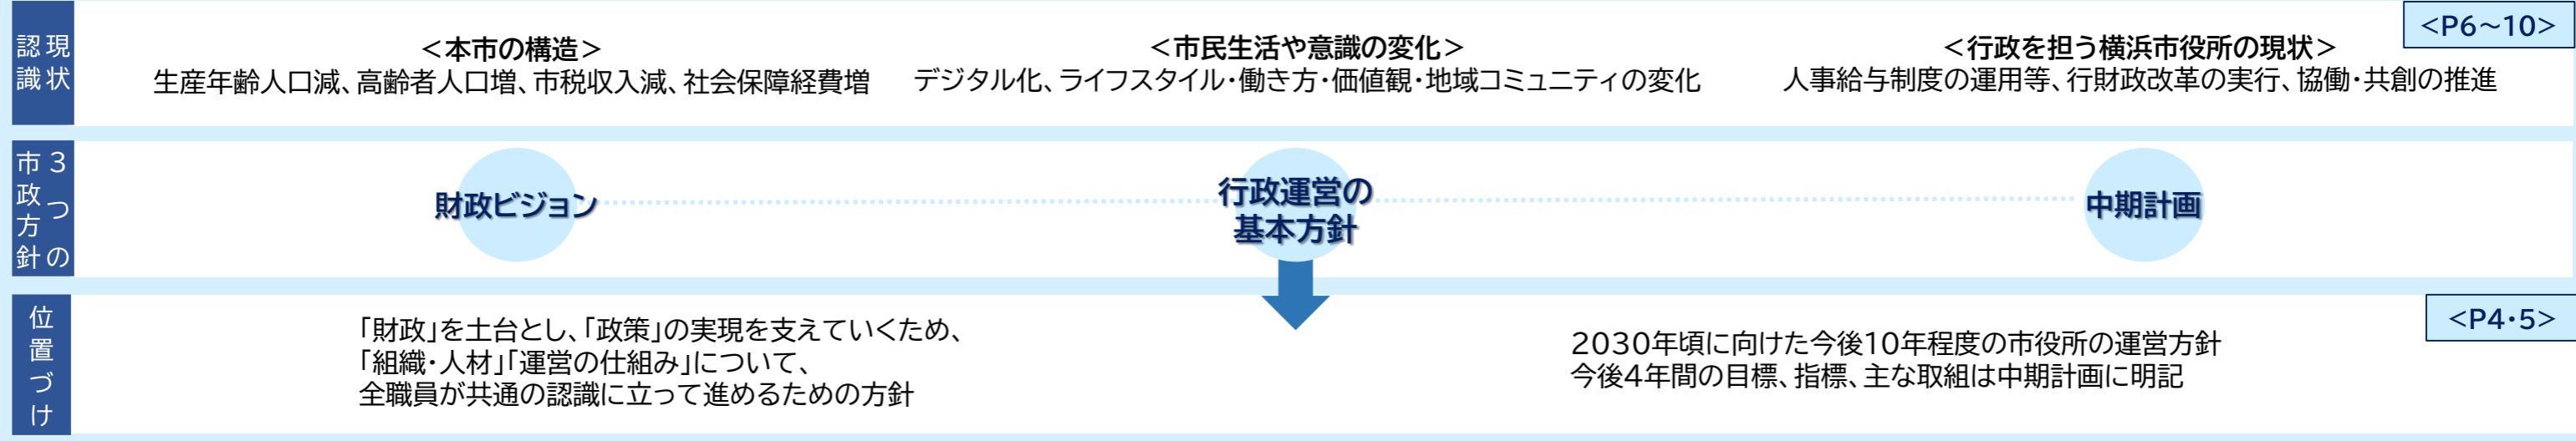 現状認識
<P6~10>
＜本市の構造＞
生産年齢人口減、高齢者人口増、市税収入減、社会保障経費増
＜市民生活や意識の変化＞
デジタル化、ライフスタイル・働き方・価値観・地域コミュニティの変化
＜行政を担う横浜市役所の現状＞
人事給与制度の運用等、行財政改革の実行、協働・共創の推進
３つの
市政方針
財政ビジョン
行政運営の
基本方針
中期計画
位置づけ
<P4・5>
「財政」を土台とし、「政策」の実現を支えていくため、
「組織・人材」「運営の仕組み」について、
全職員が共通の認識に立って進めるための方針
2030年頃に向けた今後10年程度の市役所の運営方針
今後4年間の目標、指標、主な取組は中期計画に明記